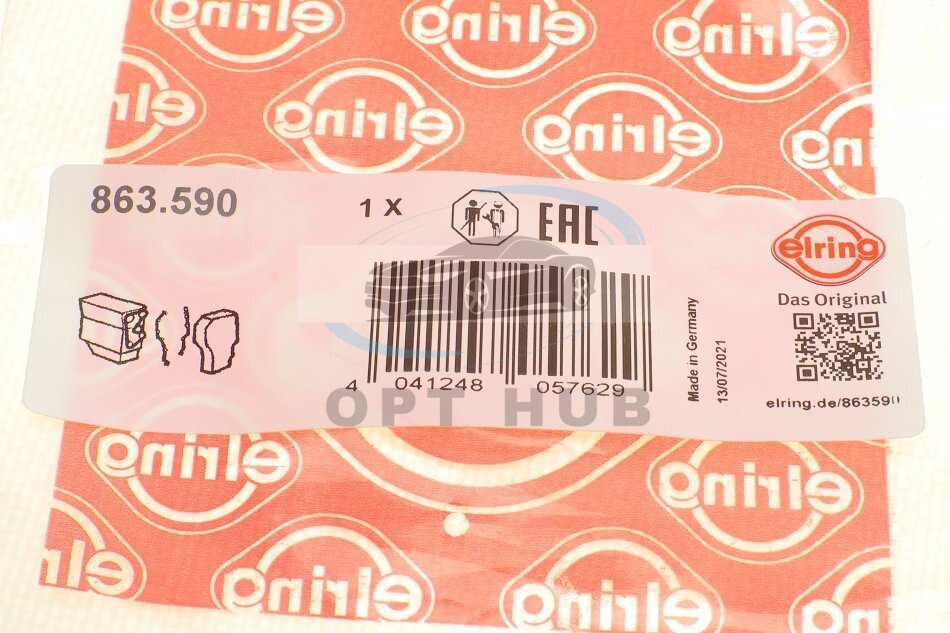 elring
elring
elring
elring
elring
elring
elring
863.590
1 X
EAC
elring
Das Original
Made in Germany
13/07/2021
4 041248 057629
elring.de/863590
OPT HUB
elring
elring
elring
elring
elring
elring